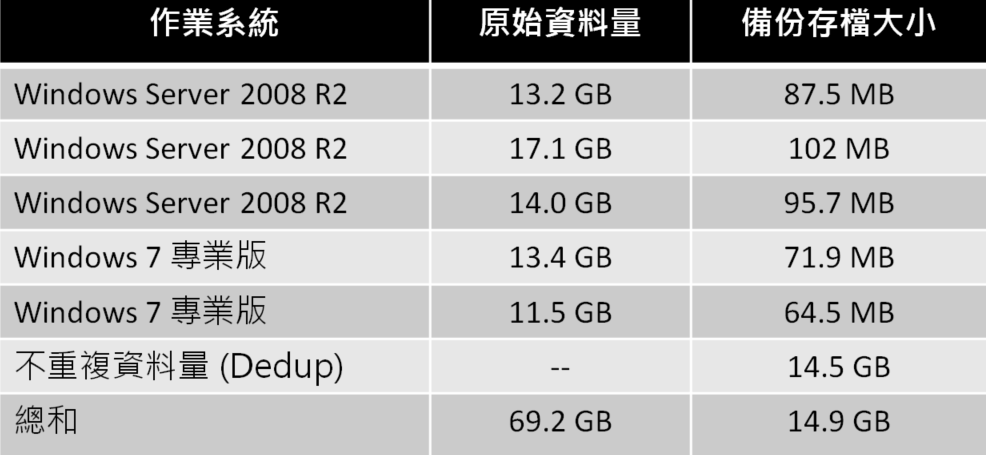 作業系統 原始資料量 備份存檔大小
Windows Server 2008 R2 13.2 GB 87.5 MB
Windows Server 2008 R2 17.1 GB 102 MB
Windows Server 2008 R2 14.0 GB 95.7 MB
Windows 7 專業版 13.4 GB 71.9 MB
Windows 7 專業版 11.5 GB 64.5 MB
不重複資料量 (Dedup) -- 14.5 GB
總和 69.2 GB 14.9 GB